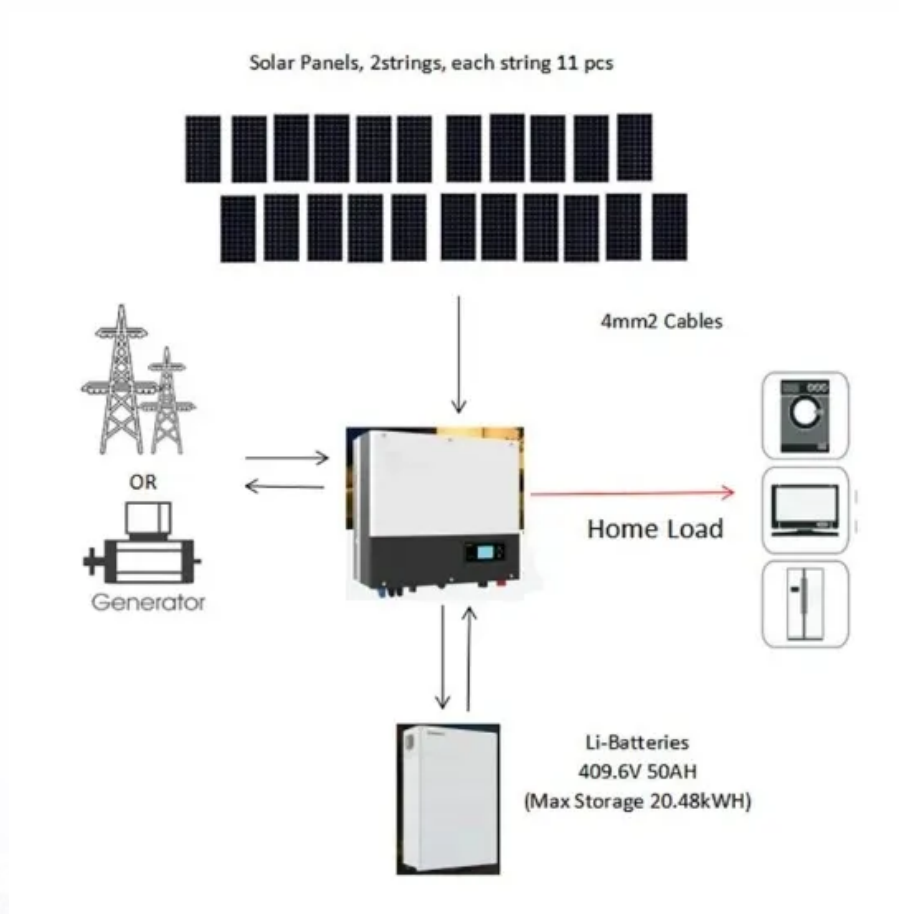 Solar Panels, 2strings, each string 11 pcs
4mm2 Cables
OR
Generator
Home Load
Li-Batteries
409.6V 50AH
(Max Storage 20.48kWH)